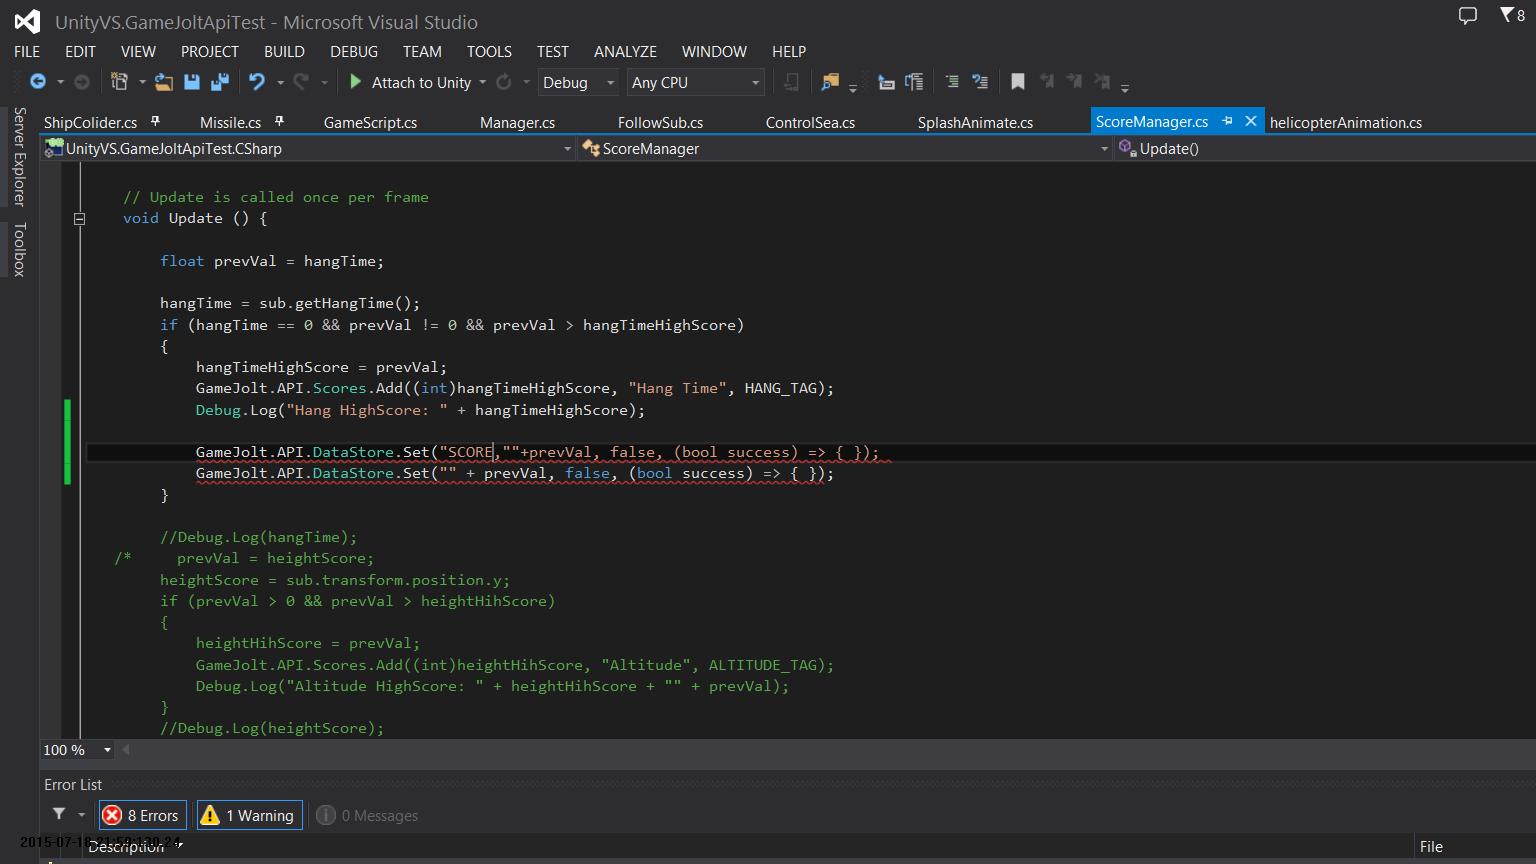 UnityVS.GameJoltApiTest - Microsoft Visual Studio
8
FILE EDIT VIEW PROJECT BUILD DEBUG TEAM TOOLS TEST ANALYZE WINDOW HELP
Attach to Unity Debug Any CPU
Server Explorer
Toolbox
ShipColider.cs Missile.cs GameScript.cs Manager.cs FollowSub.cs ControlSea.cs SplashAnimate.cs ScoreManager.cs helicopterAnimation.cs
UnityVS.GameJoltApiTest.CSharp ScoreManager Update()
// Update is called once per frame
void Update () {
float prevVal = hangTime;
hangTime = sub.getHangTime();
if (hangTime == 0 && prevVal != 0 && prevVal > hangTimeHighScore)
{
hangTimeHighScore = prevVal;
GameJolt.API.Scores.Add((int)hangTimeHighScore, "Hang Time", HANG_TAG);
Debug.Log("Hang HighScore: " + hangTimeHighScore);
GameJolt.API.DataStore.Set("SCORE,""+prevVal, false, (bool success) => { });
GameJolt.API.DataStore.Set("" + prevVal, false, (bool success) => { });
}
//Debug.Log(hangTime);
/* prevVal = heightScore;
heightScore = sub.transform.position.y;
if (prevVal > 0 && prevVal > heightHihScore)
{
heightHihScore = prevVal;
GameJolt.API.Scores.Add((int)heightHihScore, "Altitude", ALTITUDE_TAG);
Debug.Log("Altitude HighScore: " + heightHihScore + "" + prevVal);
}
//Debug.Log(heightScore);
100 %
Error List
8 Errors 1 Warning 0 Messages
Description File